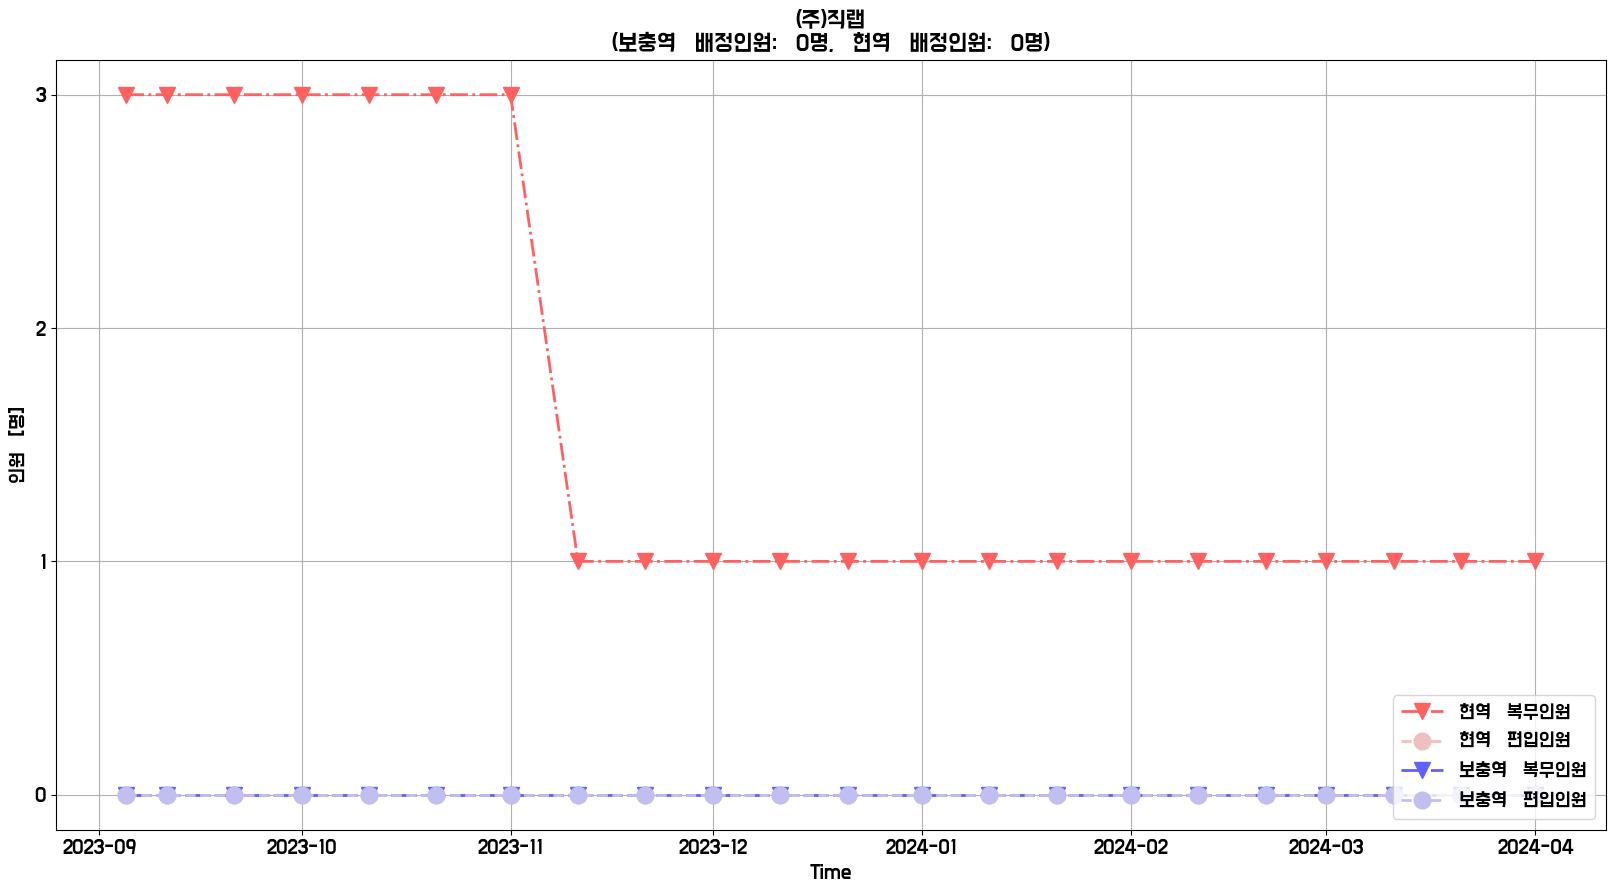 (주)직랩
(보충역 배정인원: 0명, 현역 배정인원: 0명)
인원 [명]
3
2
1
0
현역 복무인원
현역 편입인원
보충역 복무인원
보충역 편입인원
2023-09 2023-10 2023-11 2023-12 2024-01 2024-02 2024-03 2024-04
Time